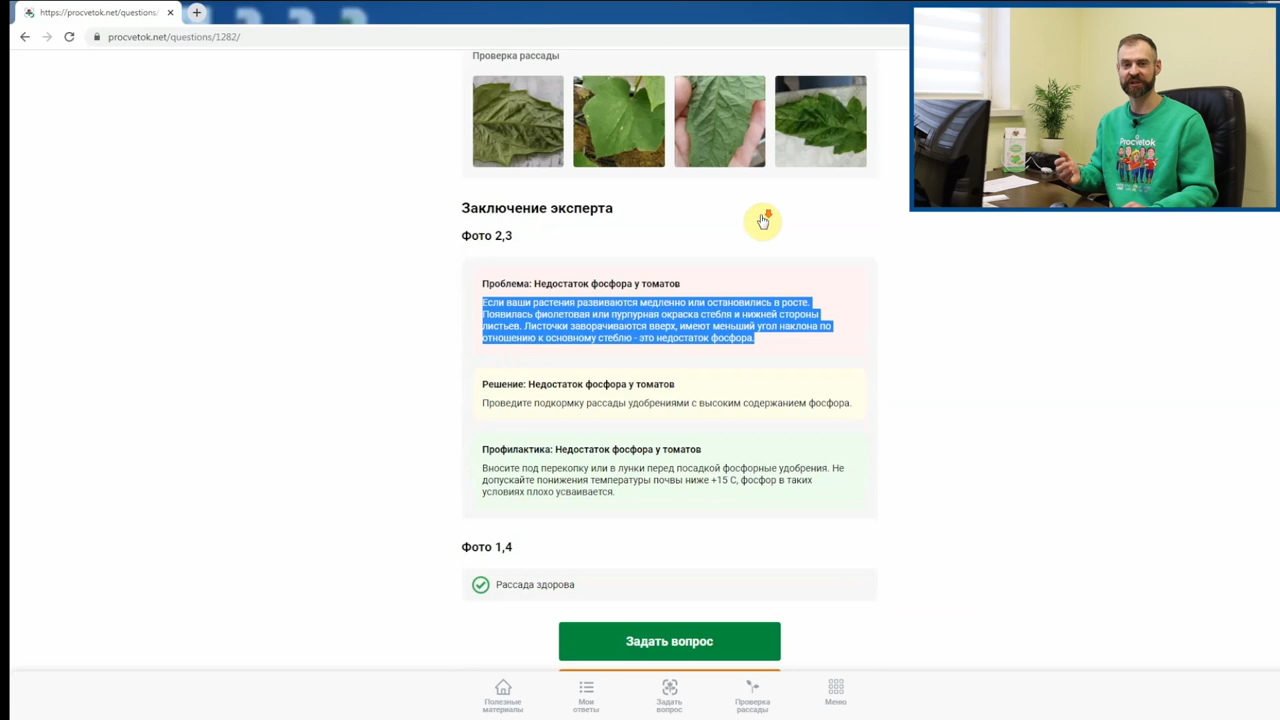 https://procvetok.net/questions/
procvetok.net/questions/1282/
Проверка рассады
Procvetok
Заключение эксперта
Фото 2,3
Проблема: Недостаток фосфора у томатов
Если ваши растения развиваются медленно или остановились в росте.
Появилась фиолетовая или пурпурная окраска стебля и нижней стороны
листьев. Листочки заворачиваются вверх, имеют меньший угол наклона по
отношению к основному стеблю - это недостаток фосфора.
Решение: Недостаток фосфора у томатов
Проведите подкормку рассады удобрениями с высоким содержанием фосфора.
Профилактика: Недостаток фосфора у томатов
Вносите под перекопку или в лунки перед посадкой фосфорные удобрения. Не
допускайте понижения температуры почвы ниже +15 С, фосфор в таких
условиях плохо усваивается.
Фото 1,4
Рассада здорова
Задать вопрос
Полезные
материалы
Мои
ответы
Задать
вопрос
Проверка
рассады
Меню